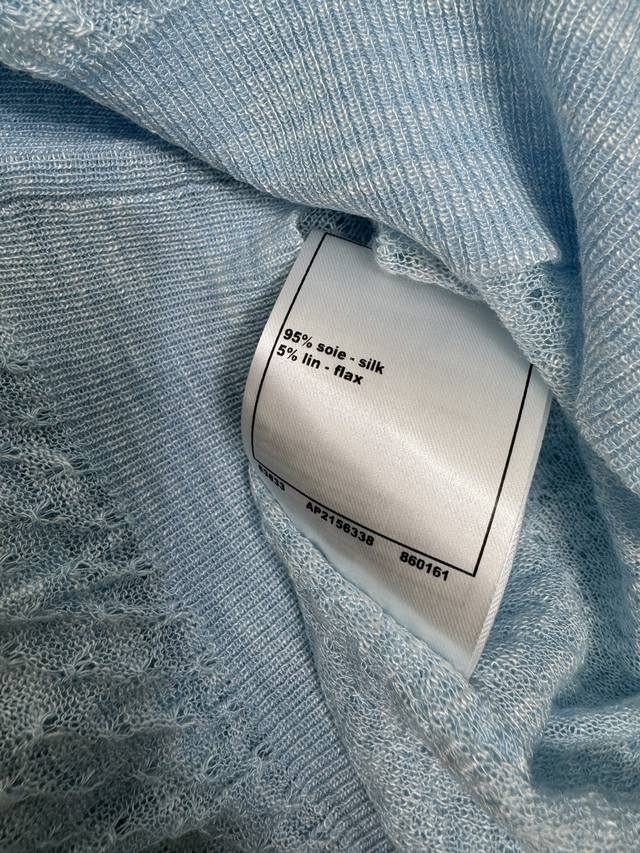 95% soie - silk
5% lin - flax
AP2156338 860161